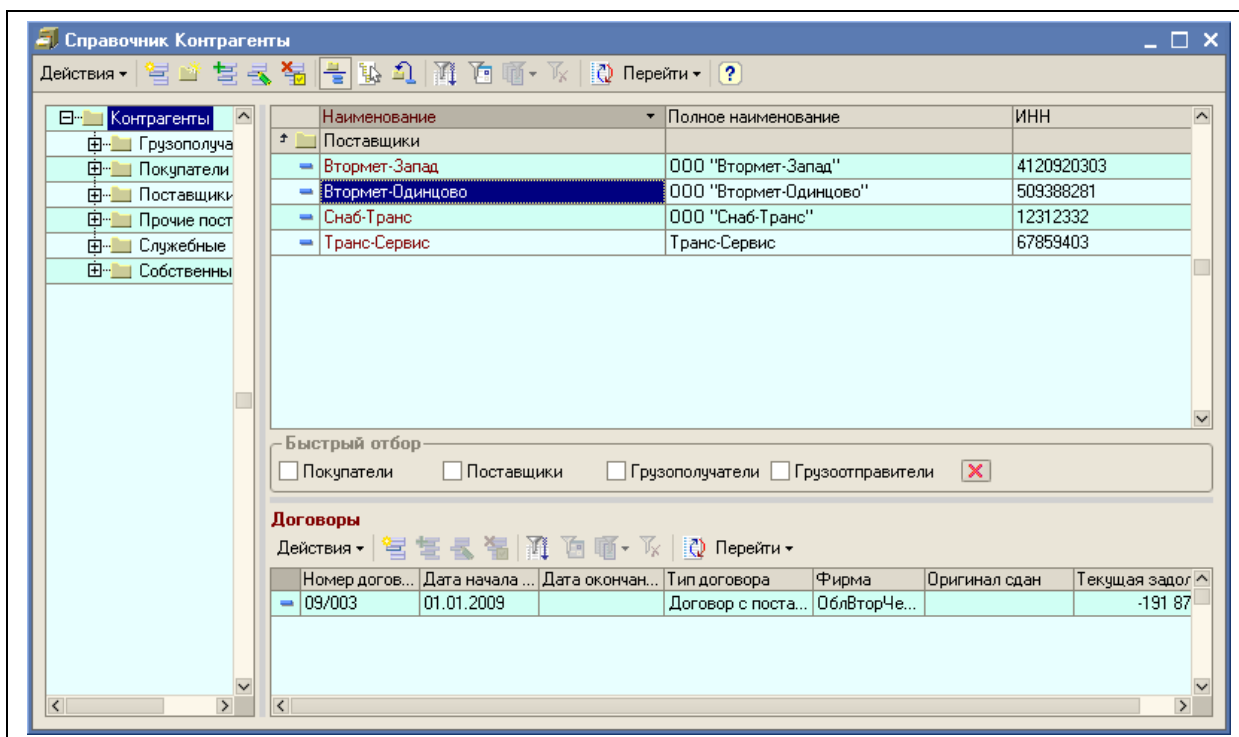 Справочник Контрагенты
Действия Перейти ?
Контрагенты
Грузополуча
Покупатели
Поставщики
Прочие пост
Служебные
Собственны
Наименование Полное наименование ИНН
Поставщики
Втормет-Запад ООО "Втормет-Запад" 4120920303
Втормет-Одинцово ООО "Втормет-Одинцово" 509388281
Снаб-Транс ООО "Снаб-Транс" 12312332
Транс-Сервис Транс-Сервис 67859403
Быстрый отбор
Покупатели Поставщики Грузополучатели Грузоотправители
Договоры
Действия Перейти
Номер догов... Дата начала ... Дата окончан... Тип договора Фирма Оригинал сдан Текущая задол
09/003 01.01.2009 Договор с поста... ОблВторЧе... -191 87